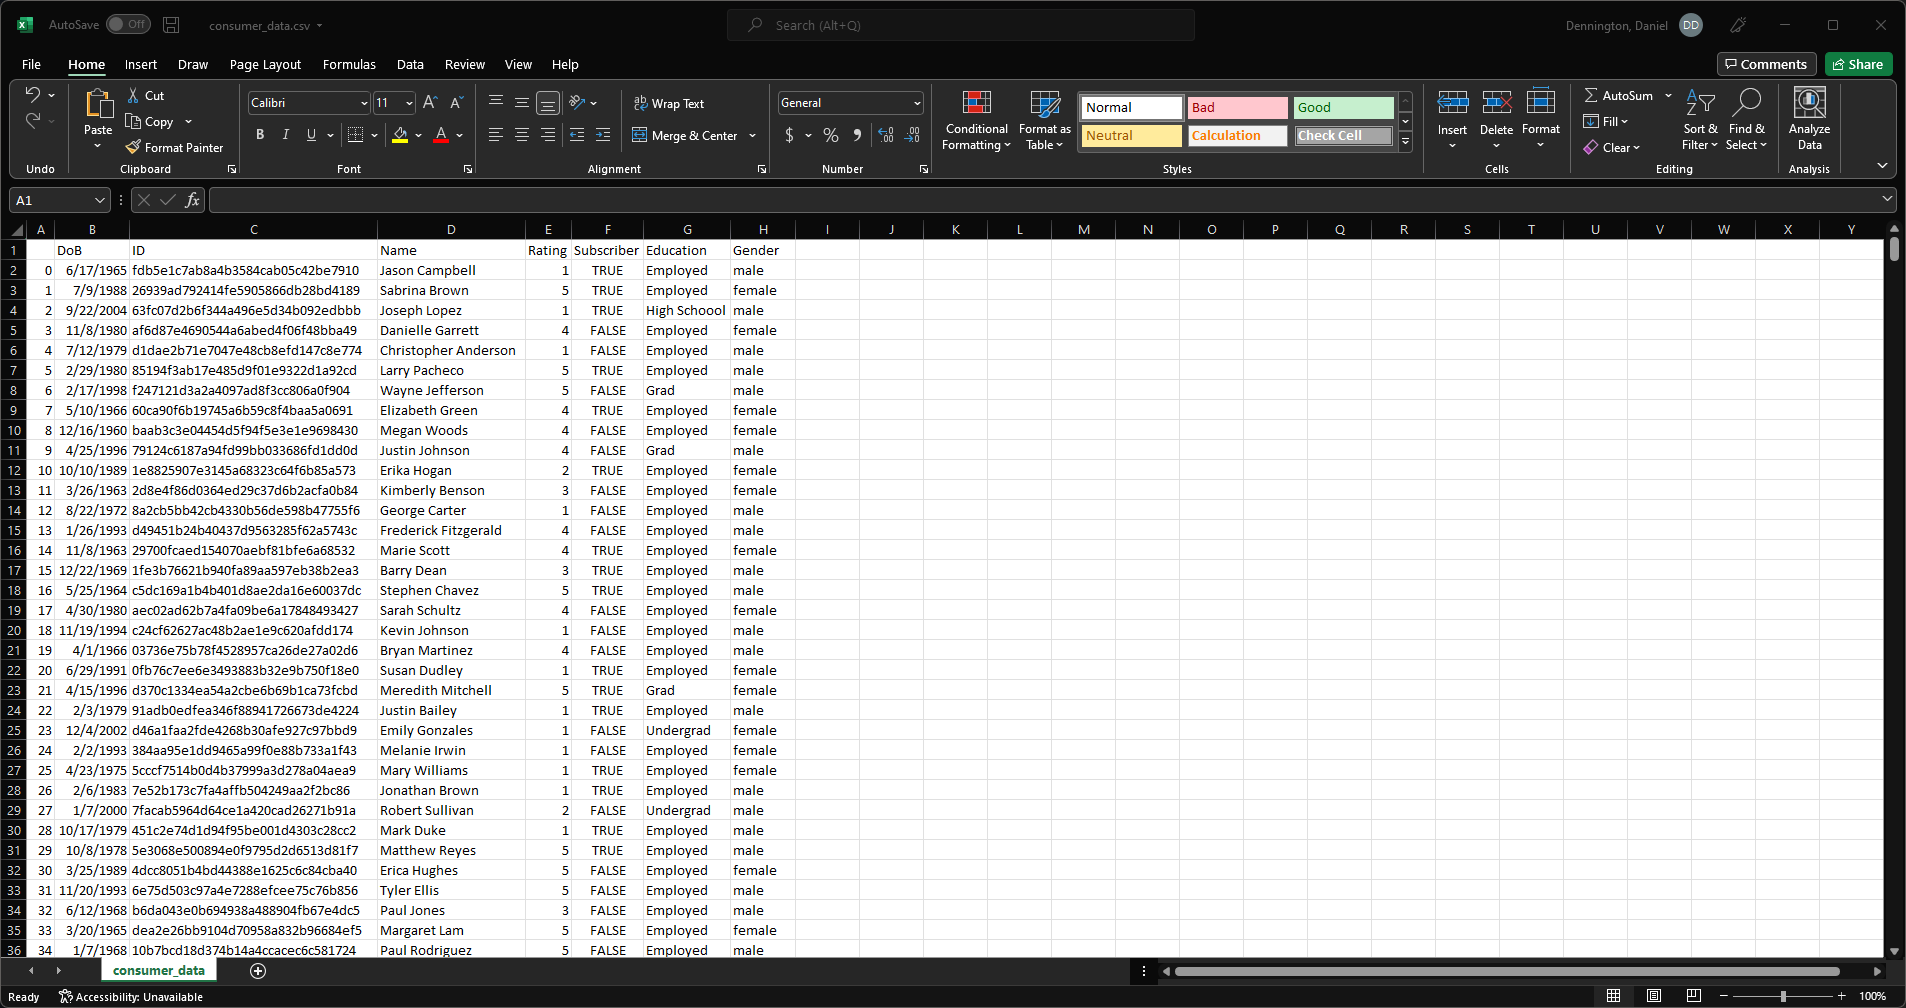 AutoSave Off consumer_data.csv Search (Alt+Q) Dennington, Daniel DD
File Home Insert Draw Page Layout Formulas Data Review View Help Comments Share
Undo
Paste
Cut
Copy
Format Painter
Clipboard
Calibri 11
B I U A
Font
ab Wrap Text
Merge & Center
Alignment
General
$ % 9
Number
Conditional Formatting
Format as Table
Normal Bad Good
Neutral Calculation Check Cell
Styles
Insert Delete Format
Cells
AutoSum
Fill
Clear
Sort & Filter
Find & Select
Editing
Analyze Data
Analysis
A1 fx
A B C D E F G H I J K L M N O P Q R S T U V W X Y
1 DoB ID Name Rating Subscriber Education Gender
2 0 6/17/1965 fdb5e1c7ab8a4b3584cab05c42be7910 Jason Campbell 1 TRUE Employed male
3 1 7/9/1988 26939ad792414fe5905866db28bd4189 Sabrina Brown 5 TRUE Employed female
4 2 9/22/2004 63fc07d2b6f344a496e5d34b092edbbb Joseph Lopez 1 TRUE High Schoool male
5 3 11/8/1980 af6d87e4690544a6abed4f06f48bba49 Danielle Garrett 4 FALSE Employed female
6 4 7/12/1979 d1dae2b71e7047e48cb8efd147c8e774 Christopher Anderson 1 FALSE Employed male
7 5 2/29/1980 85194f3ab17e485d9f01e9322d1a92cd Larry Pacheco 5 TRUE Employed male
8 6 2/17/1998 f247121d3a2a4097ad8f3cc806a0f904 Wayne Jefferson 5 FALSE Grad male
9 7 5/10/1966 60ca90f6b19745a6b59c8f4baa5a0691 Elizabeth Green 4 TRUE Employed female
10 8 12/16/1960 baab3c3e04454d5f94f5e3e1e9698430 Megan Woods 4 FALSE Employed female
11 9 4/25/1996 79124c6187a94fd99bb033686fd1dd0d Justin Johnson 4 FALSE Grad male
12 10 10/10/1989 1e8825907e3145a68323c64f6b85a573 Erika Hogan 2 TRUE Employed female
13 11 3/26/1963 2d8e4f86d0364ed29c37d6b2acfa0b84 Kimberly Benson 3 FALSE Employed female
14 12 8/22/1972 8a2cb5bb42cb4330b56de598b47755f6 George Carter 1 FALSE Employed male
15 13 1/26/1993 d49451b24b40437d9563285f62a5743c Frederick Fitzgerald 4 FALSE Employed male
16 14 11/8/1963 29700fcaed154070aebf81bfe6a68532 Marie Scott 4 TRUE Employed female
17 15 12/22/1969 1fe3b76621b940fa89aa597eb38b2ea3 Barry Dean 3 TRUE Employed male
18 16 5/25/1964 c5dc169a1b4b401d8ae2da16e60037dc Stephen Chavez 5 TRUE Employed male
19 17 4/30/1980 aec02ad62b7a4fa09be6a17848493427 Sarah Schultz 4 FALSE Employed female
20 18 11/19/1994 c24cf62627ac48b2ae1e9c620afdd174 Kevin Johnson 1 FALSE Employed male
21 19 4/1/1966 03736e75b78f4528957ca26de27a02d6 Bryan Martinez 4 FALSE Employed male
22 20 6/29/1991 0fb76c7ee6e3493883b32e9b750f18e0 Susan Dudley 1 TRUE Employed female
23 21 4/15/1996 d370c1334ea54a2cbe6b69b1ca73fcbd Meredith Mitchell 5 TRUE Grad female
24 22 2/3/1979 91adb0edfea346f88941726673de4224 Justin Bailey 1 TRUE Employed male
25 23 12/4/2002 d46a1faa2fde4268b30afe927c97bbd9 Emily Gonzales 1 FALSE Undergrad female
26 24 2/2/1993 384aa95e1dd9465a99f0e88b733a1f43 Melanie Irwin 1 FALSE Employed female
27 25 4/23/1975 5cccf7514b0d4b37999a3d278a04aea9 Mary Williams 1 TRUE Employed female
28 26 2/6/1983 7e52b173c7fa4affb504249aa2f2bc86 Jonathan Brown 1 TRUE Employed male
29 27 1/7/2000 7facab5964d64ce1a420cad26271b91a Robert Sullivan 2 FALSE Undergrad male
30 28 10/17/1979 451c2e74d1d94f95be001d4303c28cc2 Mark Duke 1 TRUE Employed male
31 29 10/8/1978 5e3068e500894e0f9795d2d6513d81f7 Matthew Reyes 5 TRUE Employed male
32 30 3/25/1989 4dcc8051b4bd44388e1625c6c84cba40 Erica Hughes 5 FALSE Employed female
33 31 11/20/1993 6e75d503c97a4e7288efcee75c76b856 Tyler Ellis 5 FALSE Employed male
34 32 6/12/1968 b6da043e0b694938a488904fb67e4dc5 Paul Jones 3 FALSE Employed male
35 33 3/20/1965 dea2e26bb9104d70958a832b96684ef5 Margaret Lam 5 FALSE Employed female
36 34 1/7/1968 10b7bcd18d374b14a4ccacec6c581724 Paul Rodriguez 5 FALSE Employed male
consumer_data
Ready Accessibility: Unavailable 100%